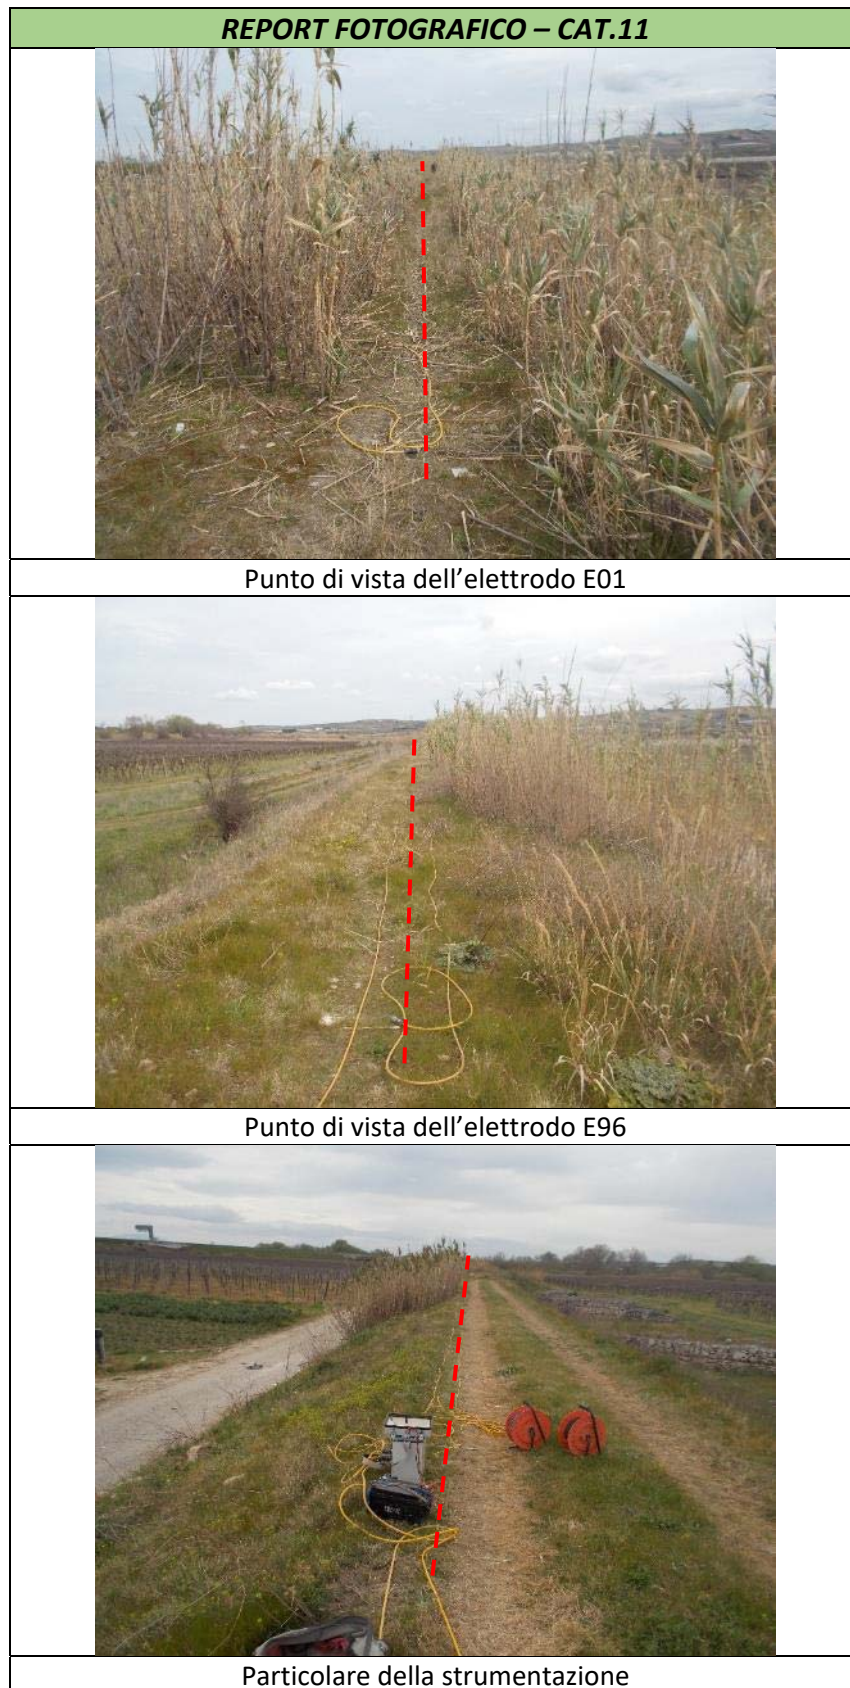 REPORT FOTOGRAFICO – CAT.11
Punto di vista dell’elettrodo E01
Punto di vista dell’elettrodo E96
Particolare della strumentazione